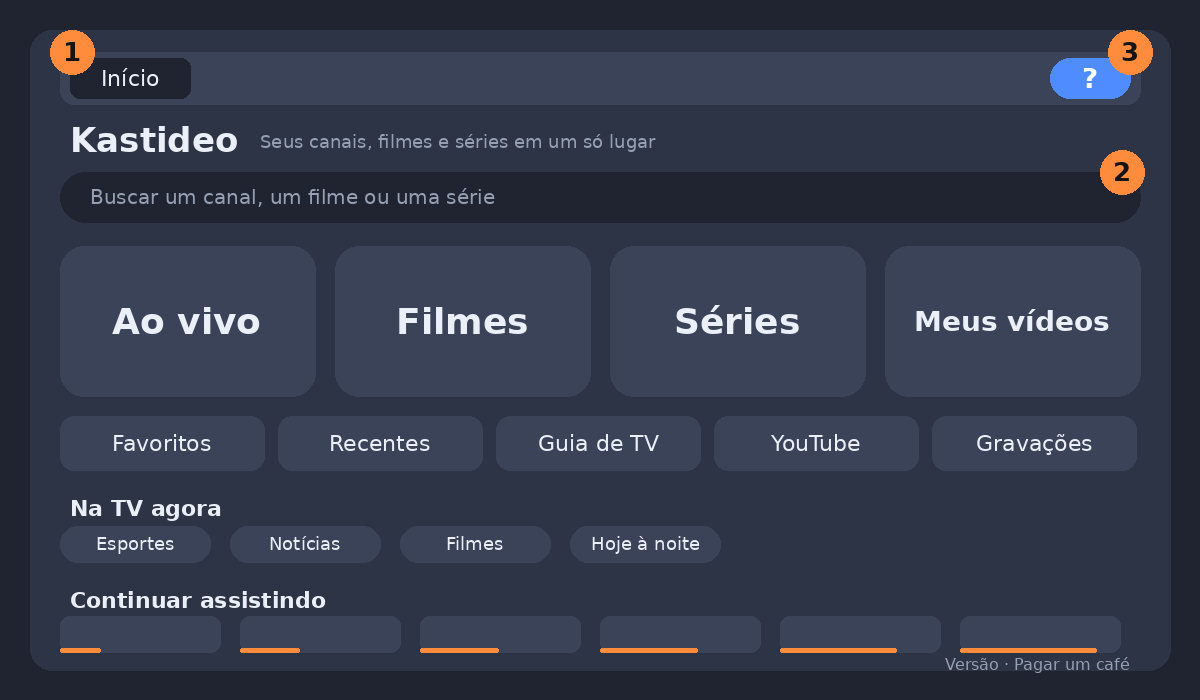 1
3
Início
?
Kastideo Seus canais, filmes e séries em um só lugar
2
Buscar um canal, um filme ou uma série
Ao vivo
Filmes
Séries
Meus vídeos
Favoritos
Recentes
Guia de TV
YouTube
Gravações
Na TV agora
Esportes
Notícias
Filmes
Hoje à noite
Continuar assistindo
Versão · Pagar um café